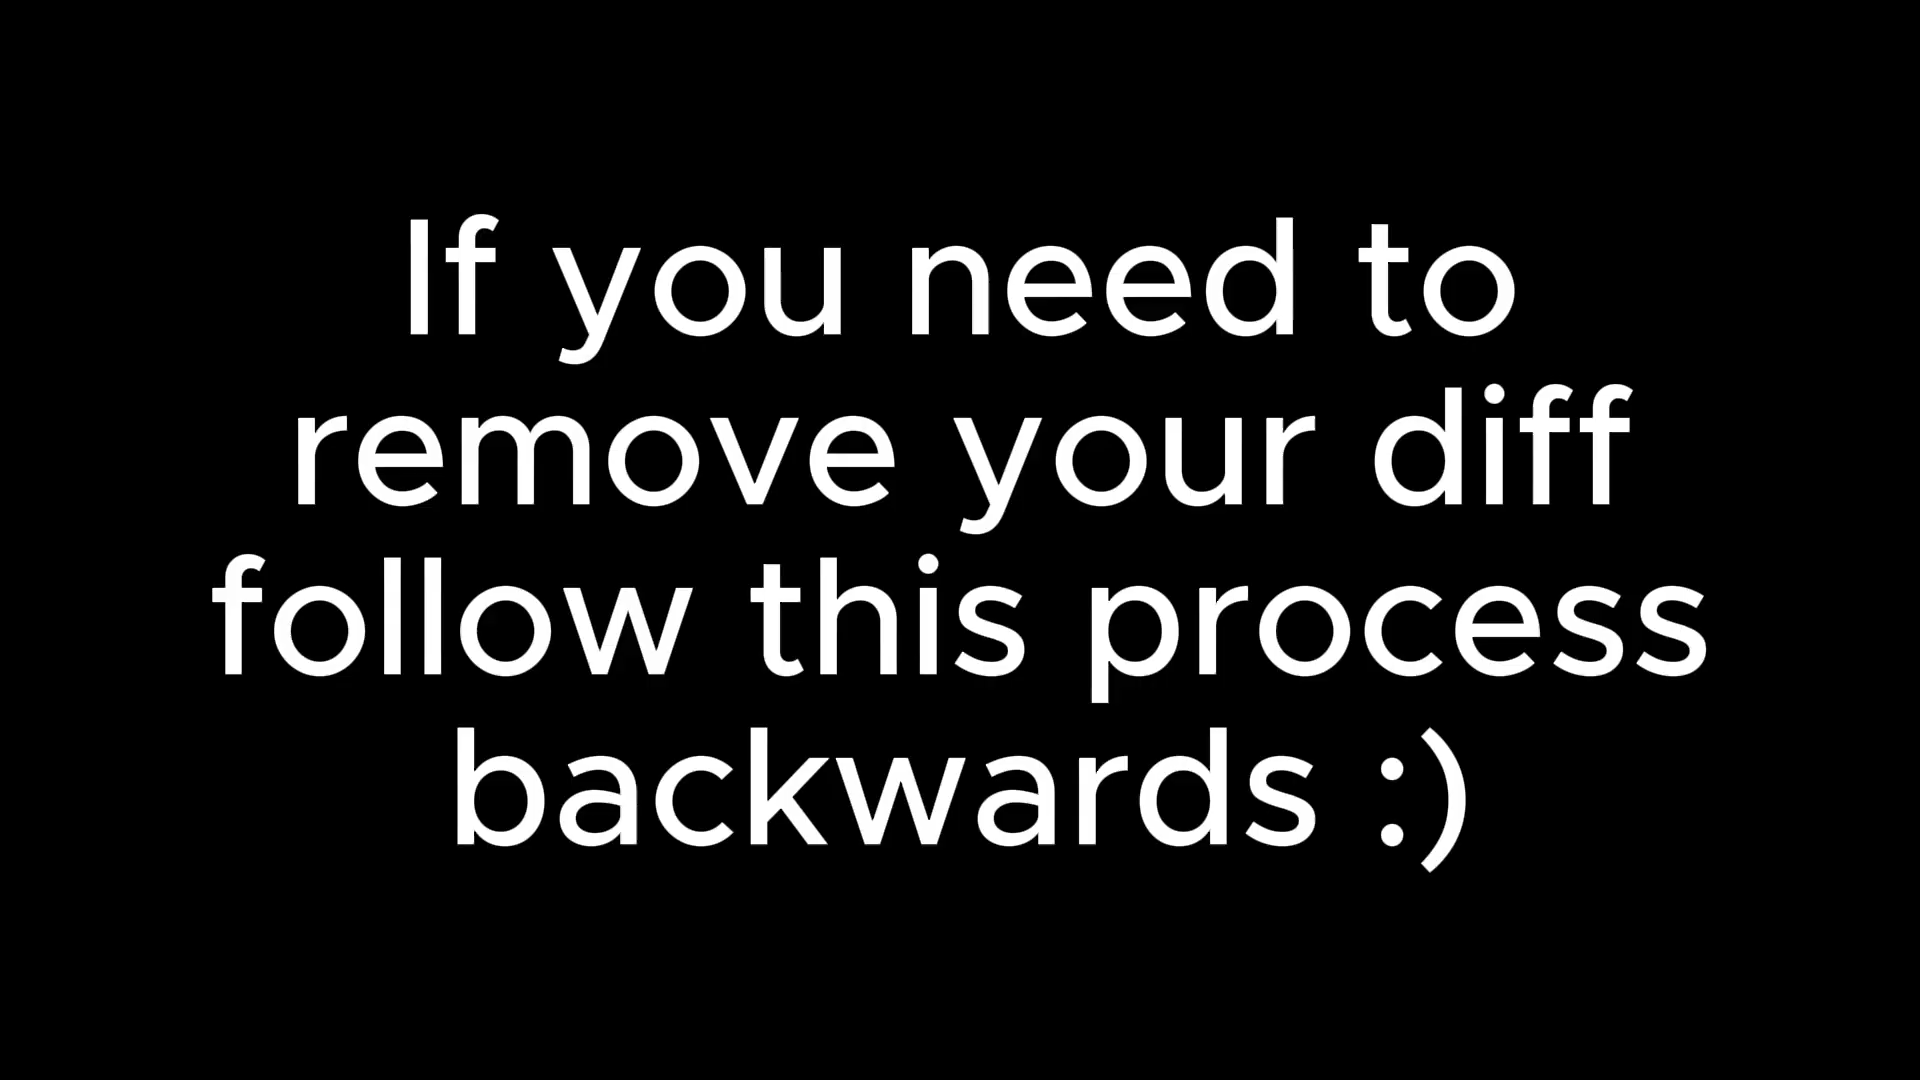 If you need to
remove your diff
follow this process
backwards :)